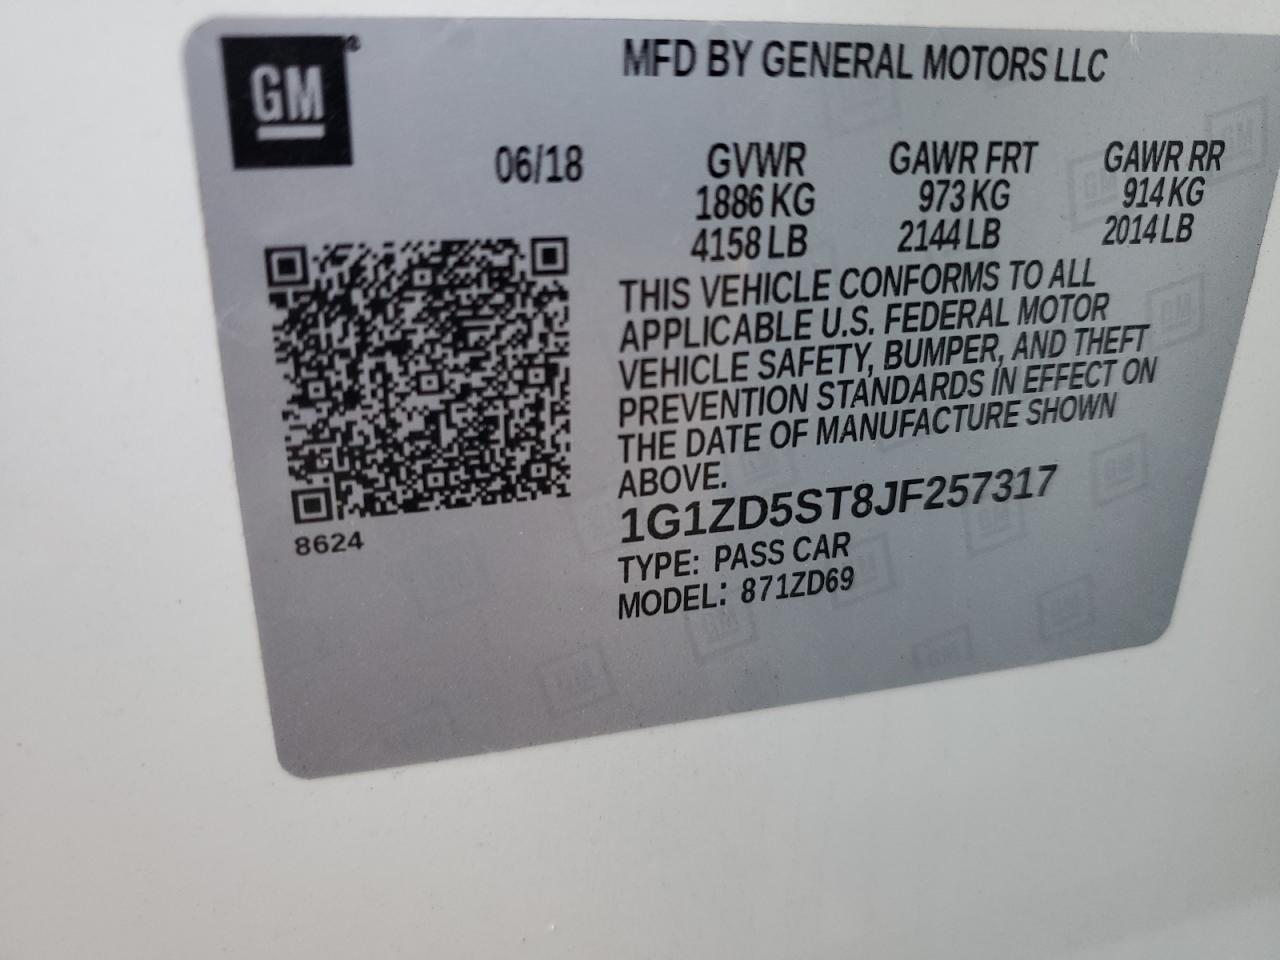 GM
MFD BY GENERAL MOTORS LLC
06/18 GVWR GAWR FRT GAWR RR
1886 KG 973 KG 914 KG
4158 LB 2144 LB 2014 LB
THIS VEHICLE CONFORMS TO ALL
APPLICABLE U.S. FEDERAL MOTOR
VEHICLE SAFETY, BUMPER, AND THEFT
PREVENTION STANDARDS IN EFFECT ON
THE DATE OF MANUFACTURE SHOWN
ABOVE.
1G1ZD5ST8JF257317
TYPE: PASS CAR
MODEL: 871ZD69
8624